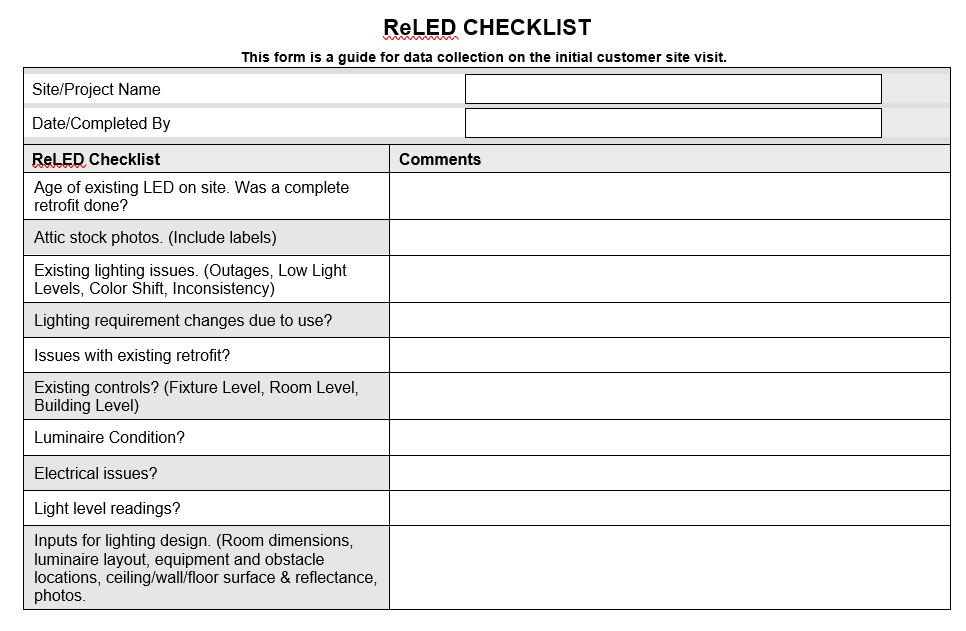 ReLED CHECKLIST
This form is a guide for data collection on the initial customer site visit.
Site/Project Name
Date/Completed By
ReLED Checklist
Comments
Age of existing LED on site. Was a complete
retrofit done?
Attic stock photos. (Include labels)
Existing lighting issues. (Outages, Low Light
Levels, Color Shift, Inconsistency)
Lighting requirement changes due to use?
Issues with existing retrofit?
Existing controls? (Fixture Level, Room Level,
Building Level)
Luminaire Condition?
Electrical issues?
Light level readings?
Inputs for lighting design. (Room dimensions,
luminaire layout, equipment and obstacle
locations, ceiling/wall/floor surface & reflectance,
photos.